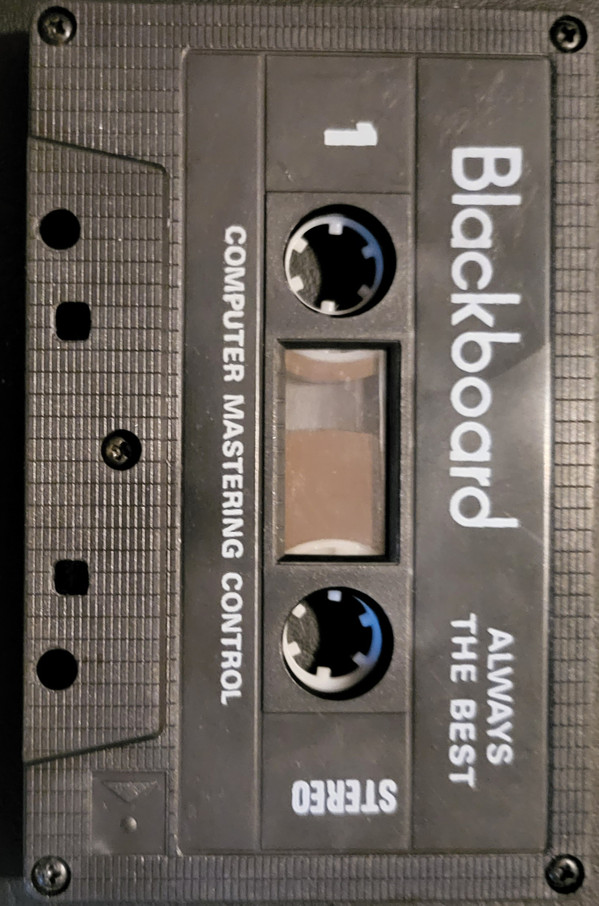 Blackboard
ALWAYS
THE BEST
1
STEREO
COMPUTER MASTERING CONTROL